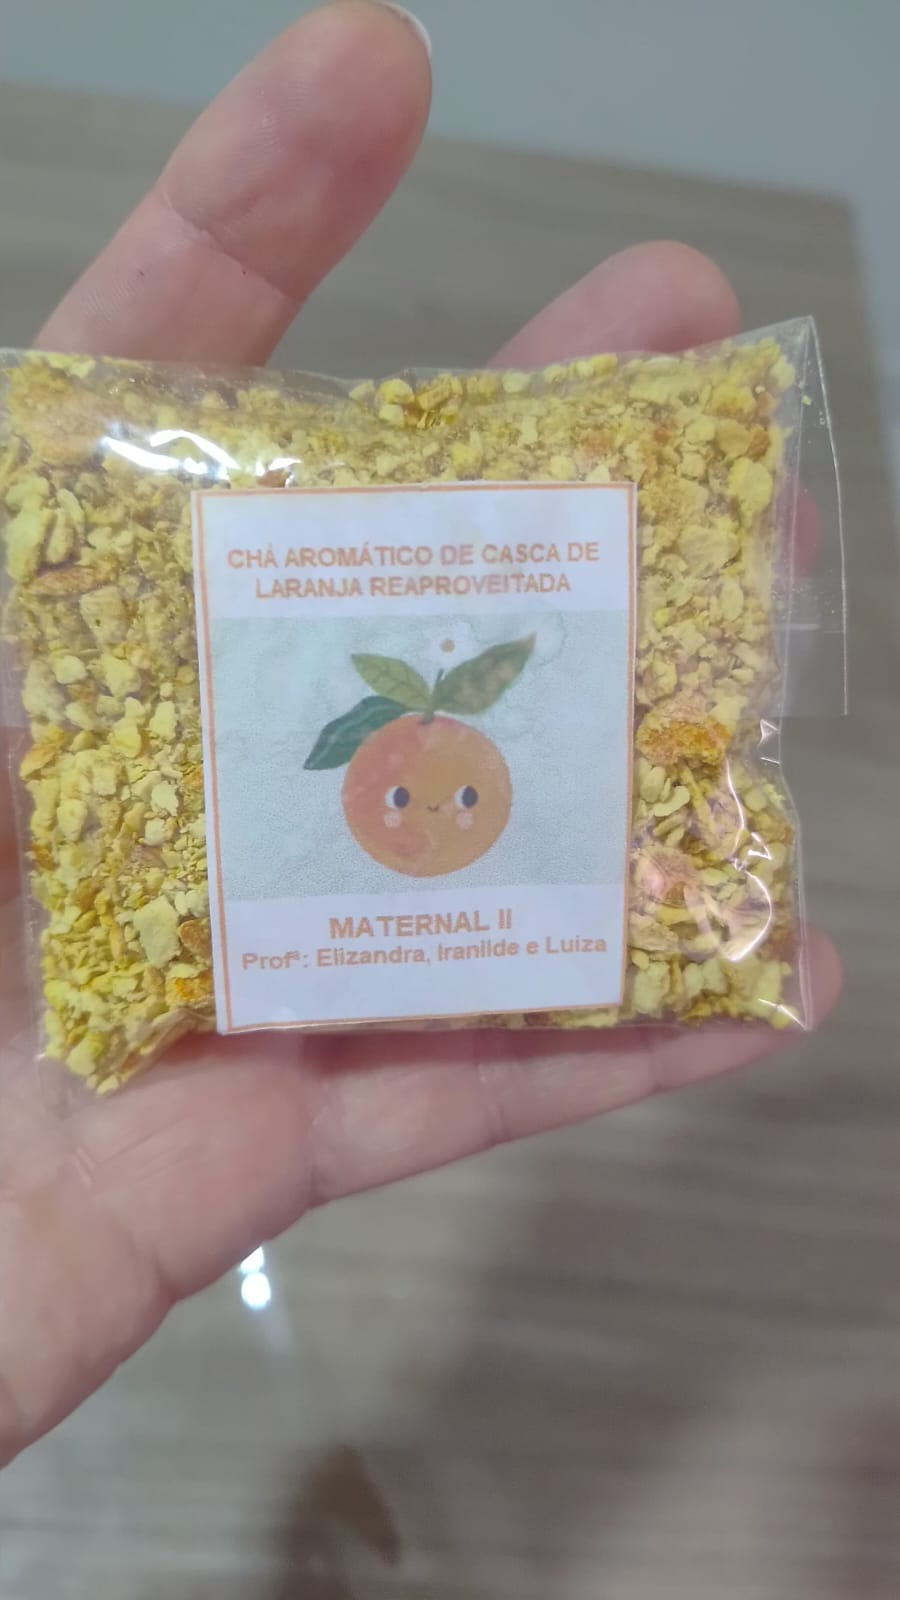 CHÁ AROMÁTICO DE CASCA DE
LARANJA REAPROVEITADA
MATERNAL II
Profª: Elizandra, Iranilde e Luiza